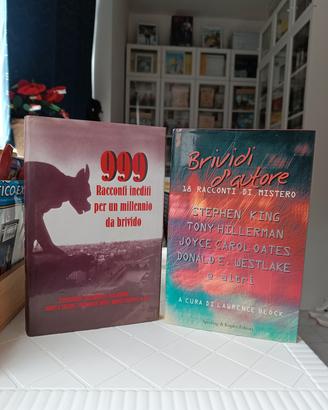 999
Racconti inediti
per un millennio
da brivido
Brividi
d'autore
18 RACCONTI DI MISTERO
STEPHEN KING
TONY HILLERMAN
JOYCE CAROL OATES
DONALD E. WESTLAKE
e altri
A CURA DI LAWRENCE BLOCK
Sperling & Kupfer Editori